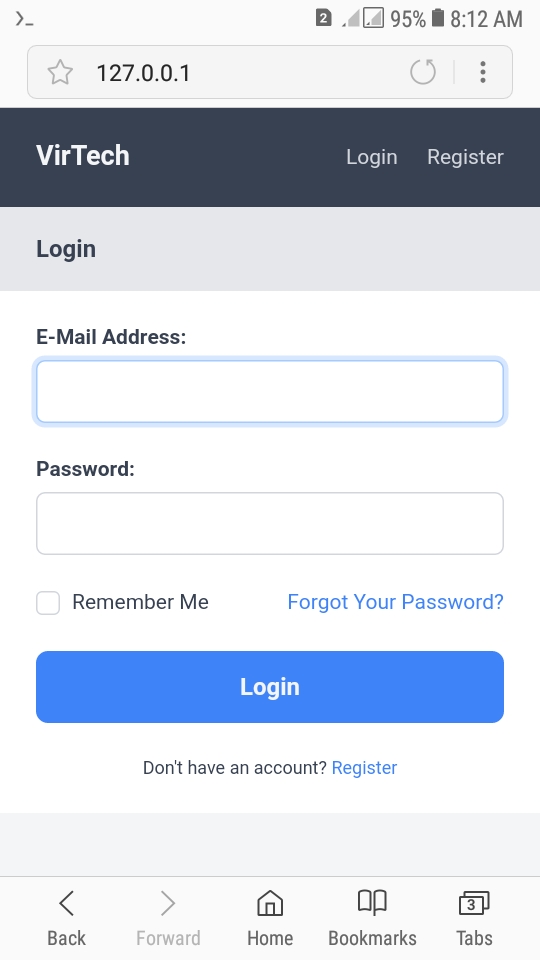 2 95% 8:12 AM
127.0.0.1
VirTech Login Register
Login
E-Mail Address:
Password:
Remember Me Forgot Your Password?
Login
Don't have an account? Register
3
Back Forward Home Bookmarks Tabs